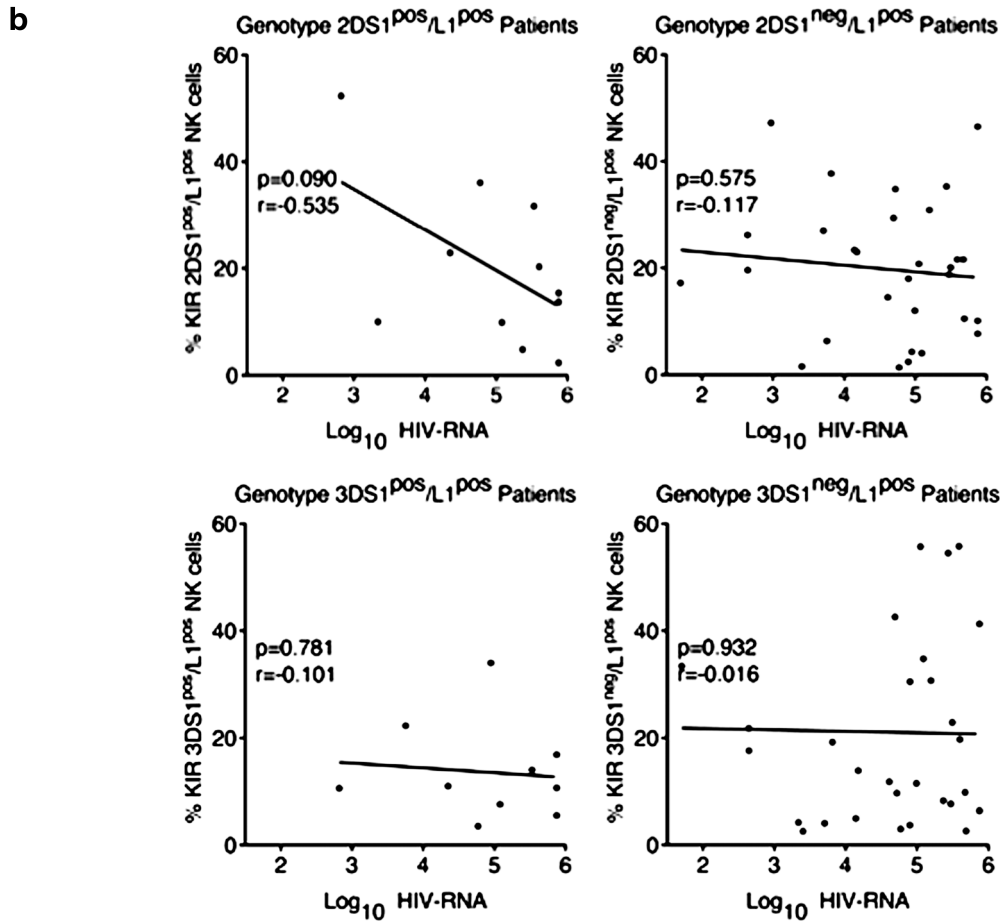 b
Genotype 2DS1pos/L1pos Patients
% KIR 2DS1pos/L1pos NK cells
60
40
20
0
p=0.090
r=-0.535
2 3 4 5 6
Log10 HIV-RNA
Genotype 2DS1neg/L1pos Patients
% KIR 2DS1neg/L1pos NK cells
60
40
20
0
p=0.575
r=-0.117
2 3 4 5 6
Log10 HIV-RNA
Genotype 3DS1pos/L1pos Patients
% KIR 3DS1pos/L1pos NK cells
60
40
20
0
p=0.781
r=-0.101
2 3 4 5 6
Log10 HIV-RNA
Genotype 3DS1neg/L1pos Patients
% KIR 3DS1neg/L1pos NK cells
60
40
20
0
p=0.932
r=-0.016
2 3 4 5 6
Log10 HIV-RNA